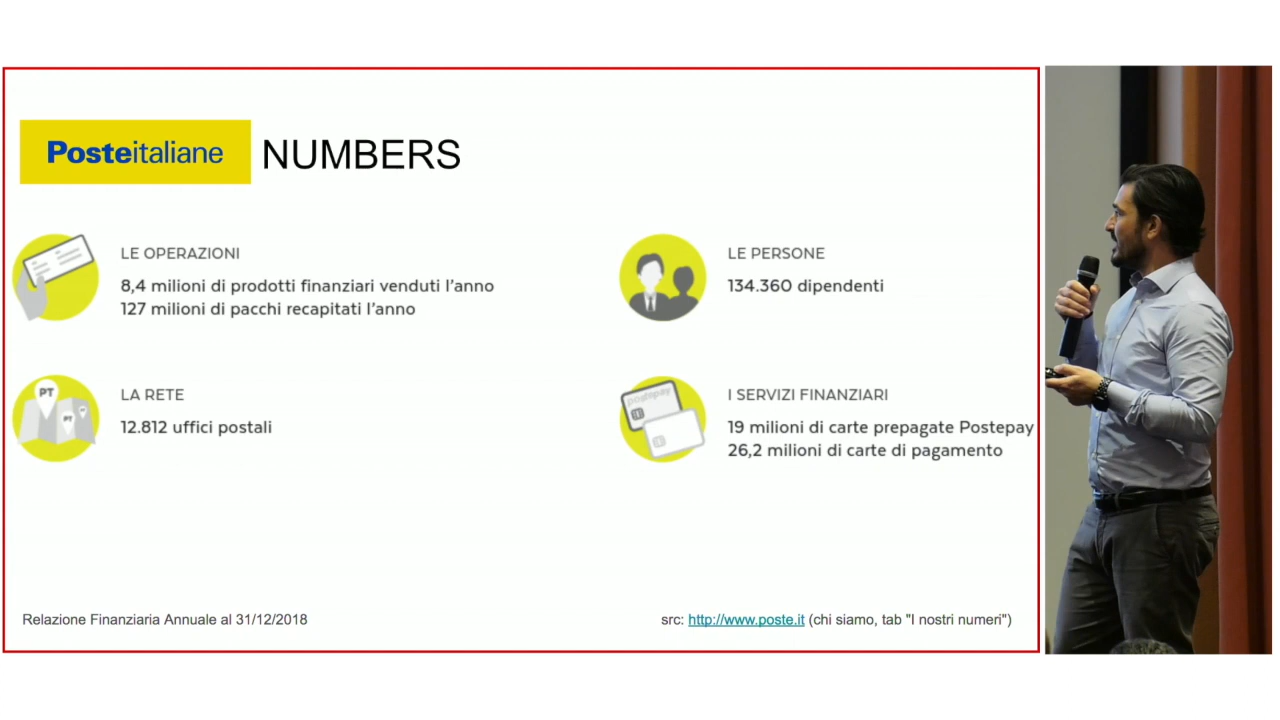 Posteitaliane NUMBERS
LE OPERAZIONI
8,4 milioni di prodotti finanziari venduti l'anno
127 milioni di pacchi recapitati l'anno
LE PERSONE
134.360 dipendenti
PT
PT
LA RETE
12.812 uffici postali
postepay
I SERVIZI FINANZIARI
19 milioni di carte prepagate Postepay
26,2 milioni di carte di pagamento
Relazione Finanziaria Annuale al 31/12/2018
src: http://www.poste.it (chi siamo, tab "I nostri numeri")